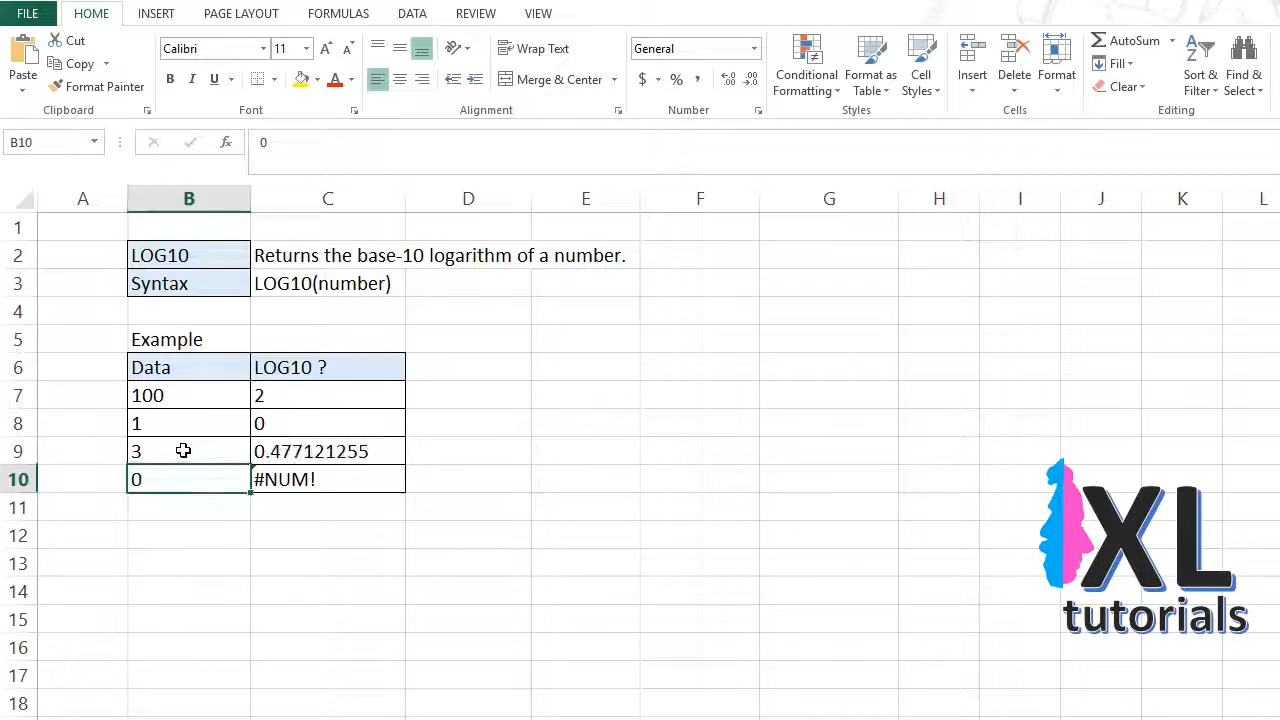 FILE HOME INSERT PAGE LAYOUT FORMULAS DATA REVIEW VIEW
Cut
Copy
Format Painter
Paste
Clipboard
Calibri 11
A A
B I U A
Font
Wrap Text
Merge & Center
Alignment
General
$ % ,
Number
Conditional Formatting
Format as Table
Cell Styles
Styles
Insert
Delete
Format
Cells
AutoSum
Fill
Clear
Sort & Filter
Find & Select
Editing
B10 fx 0
A B C D E F G H I J K L
1
2 LOG10 Returns the base-10 logarithm of a number.
3 Syntax LOG10(number)
4
5 Example
6 Data LOG10 ?
7 100 2
8 1 0
9 3 0.477121255
10 0 #NUM!
11
12
13
14
15
16
17
18
XL
tutorials